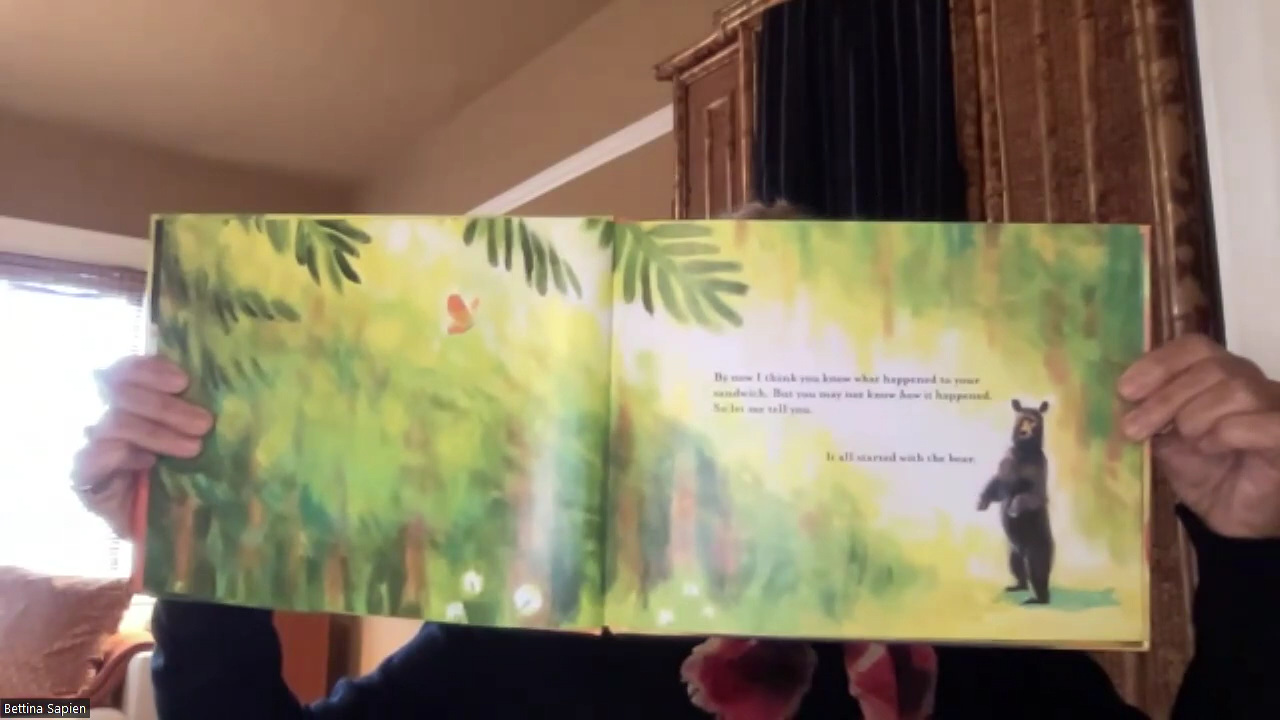 By now I think you know what happened to your
sandwich. But you may not know how it happened.
So let me tell you.
It all started with the bear.
Bettina Sapien